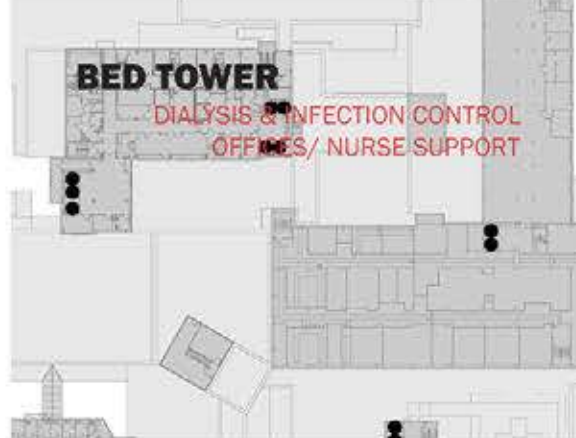 BED TOWER
DIALYSIS & INFECTION CONTROL
OFFICES/ NURSE SUPPORT